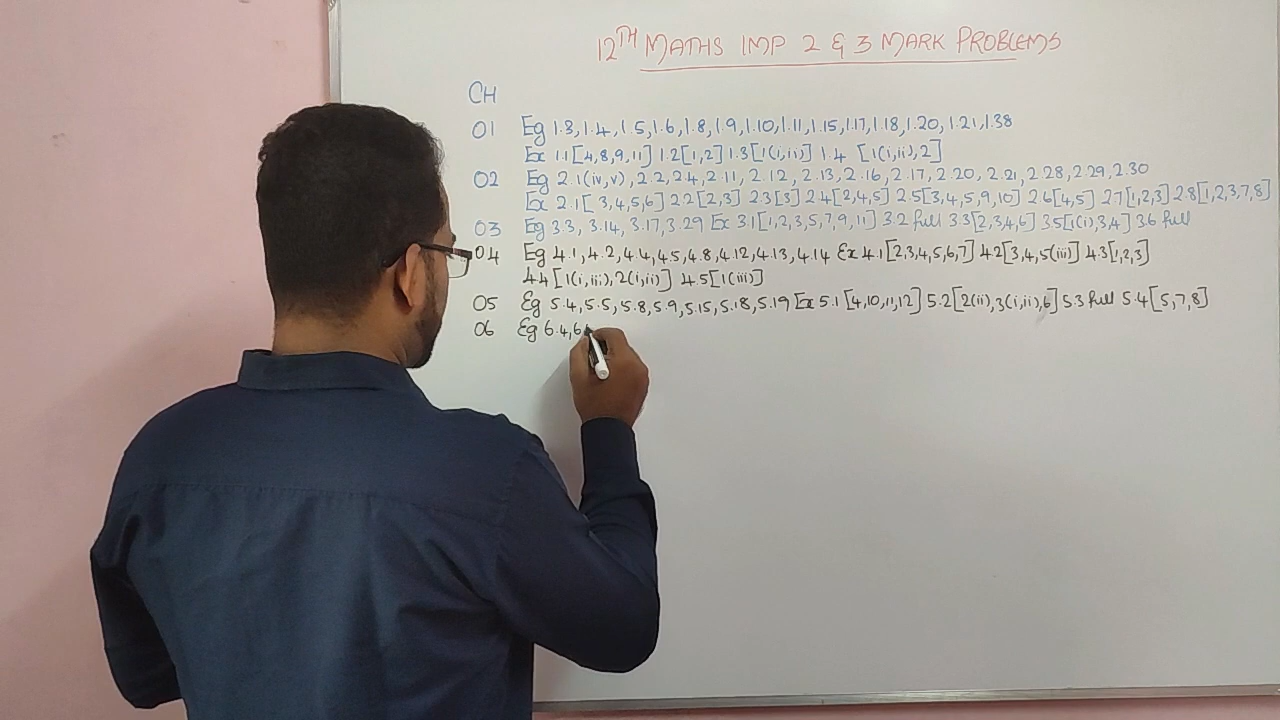 12TH MATHS IMP 2 & 3 MARK PROBLEMS
CH
01 Eg 1.3, 1.4, 1.5, 1.6, 1.8, 1.9, 1.10, 1.11, 1.15, 1.17, 1.18, 1.20, 1.21, 1.38
Ex 1.1[4,8,9,11] 1.2[1,2] 1.3[1(i,ii)] 1.4 [1(i,ii),2]
02 Eg 2.1(iv,v), 2.2, 2.4, 2.11, 2.12, 2.13, 2.16, 2.17, 2.20, 2.21, 2.28, 2.29, 2.30
Ex 2.1[3,4,5,6] 2.2[2,3] 2.3[3] 2.4[2,4,5] 2.5[3,4,5,9,10] 2.6[4,5] 2.7[1,2,3] 2.8[1,2,3,7,8]
03 Eg 3.3, 3.14, 3.17, 3.29 Ex 3.1[1,2,3,5,7,9,11] 3.2 full 3.3[2,3,4,6] 3.5[1(i),3,4] 3.6 full
04 Eg 4.1, 4.2, 4.4, 4.5, 4.8, 4.12, 4.13, 4.14 Ex 4.1[2,3,4,5,6,7] 4.2[3,4,5(iii)] 4.3[1,2,3]
4.4[1(i,iii),2(i,ii)] 4.5[1(iii)]
05 Eg 5.4, 5.5, 5.8, 5.9, 5.15, 5.18, 5.19 Ex 5.1[4,10,11,12] 5.2[2(ii),3(i,ii),6] 5.3 full 5.4[5,7,8]
06 Eg 6.4, 6